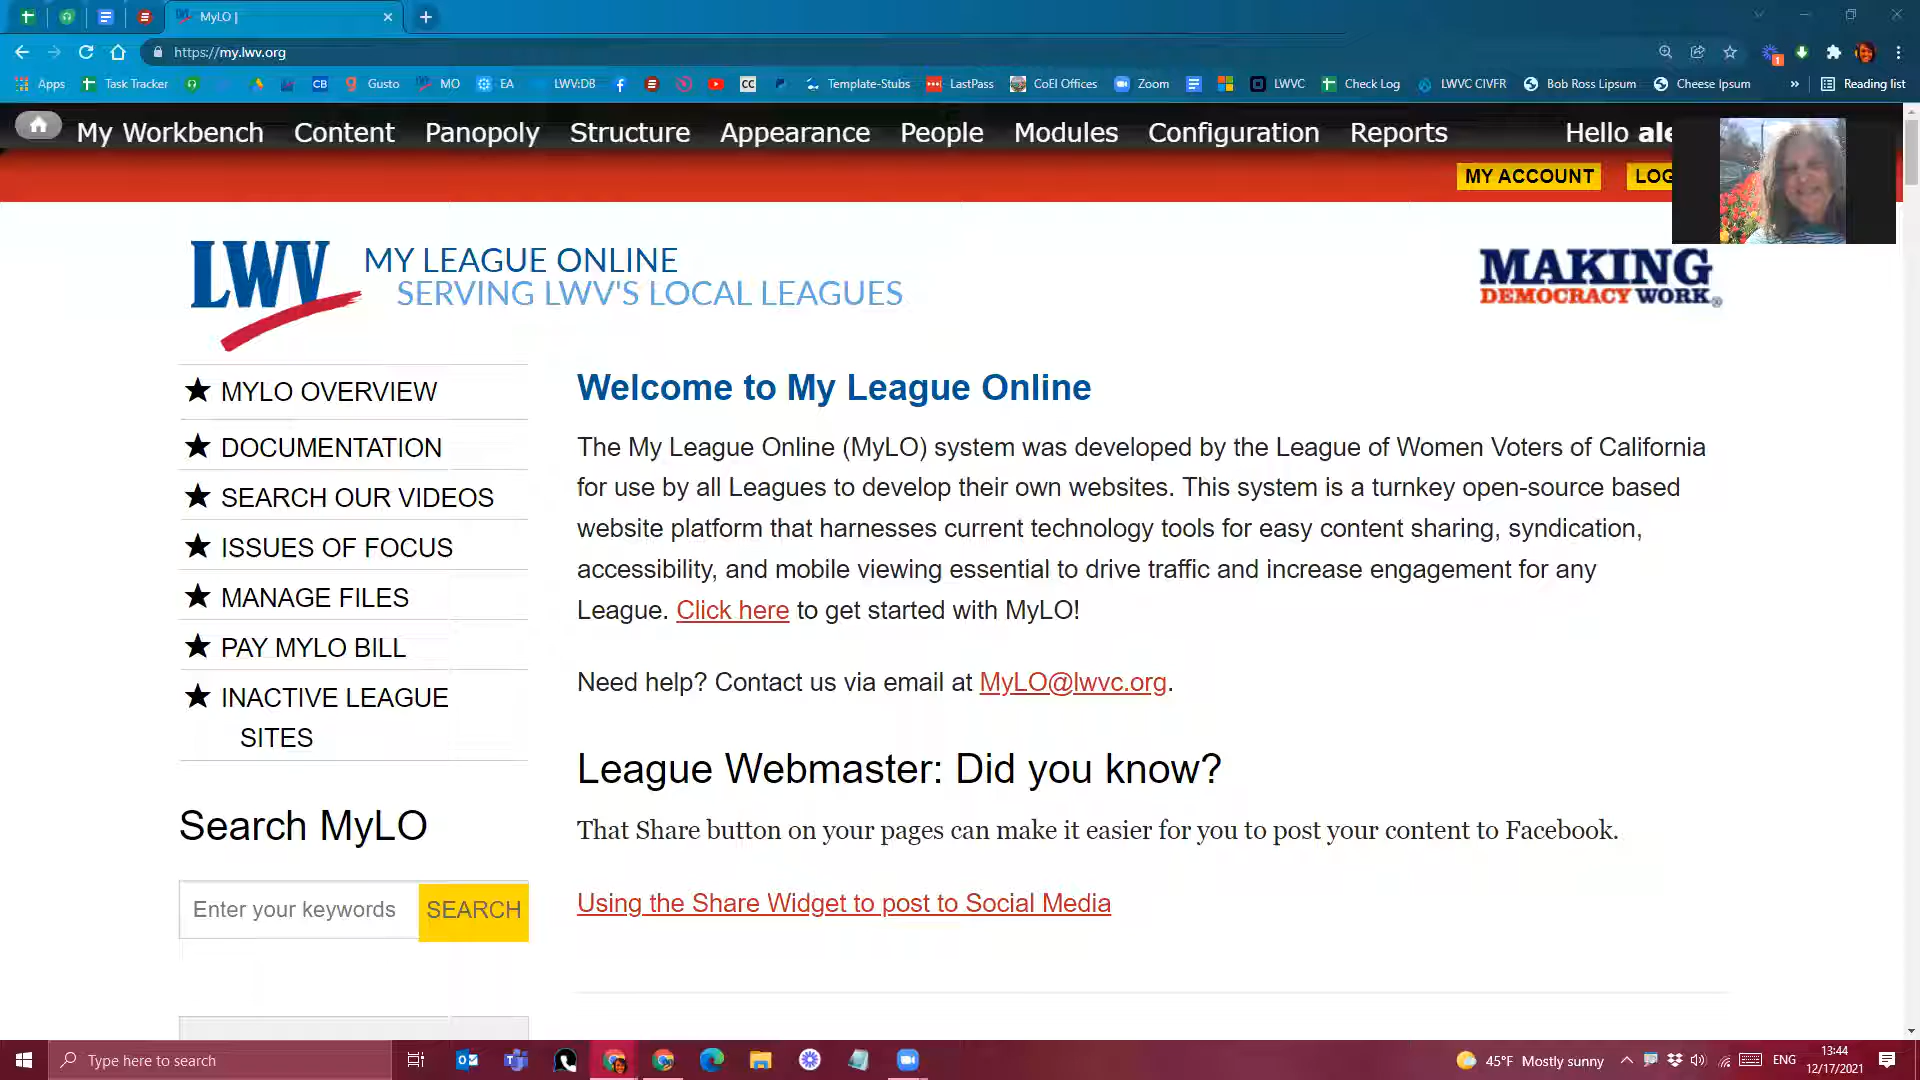 MyLO |
https://my.lwv.org
Apps Task Tracker CB Gusto MO EA LWV:DB CC Template-Stubs LastPass CoEl Offices Zoom LWVC Check Log LWVC CIVFR Bob Ross Lipsum Cheese Ipsum » Reading list
My Workbench Content Panopoly Structure Appearance People Modules Configuration Reports Hello ale
MY ACCOUNT LOG
LWV MY LEAGUE ONLINE
SERVING LWV'S LOCAL LEAGUES
MAKING
DEMOCRACY WORK®
★ MYLO OVERVIEW
★ DOCUMENTATION
★ SEARCH OUR VIDEOS
★ ISSUES OF FOCUS
★ MANAGE FILES
★ PAY MYLO BILL
★ INACTIVE LEAGUE
SITES
Search MyLO
Enter your keywords SEARCH
Welcome to My League Online
The My League Online (MyLO) system was developed by the League of Women Voters of California
for use by all Leagues to develop their own websites. This system is a turnkey open-source based
website platform that harnesses current technology tools for easy content sharing, syndication,
accessibility, and mobile viewing essential to drive traffic and increase engagement for any
League. Click here to get started with MyLO!
Need help? Contact us via email at MyLO@lwvc.org.
League Webmaster: Did you know?
That Share button on your pages can make it easier for you to post your content to Facebook.
Using the Share Widget to post to Social Media
Type here to search
45°F Mostly sunny
ENG
13:44
12/17/2021